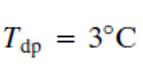 T_dp = 3°C